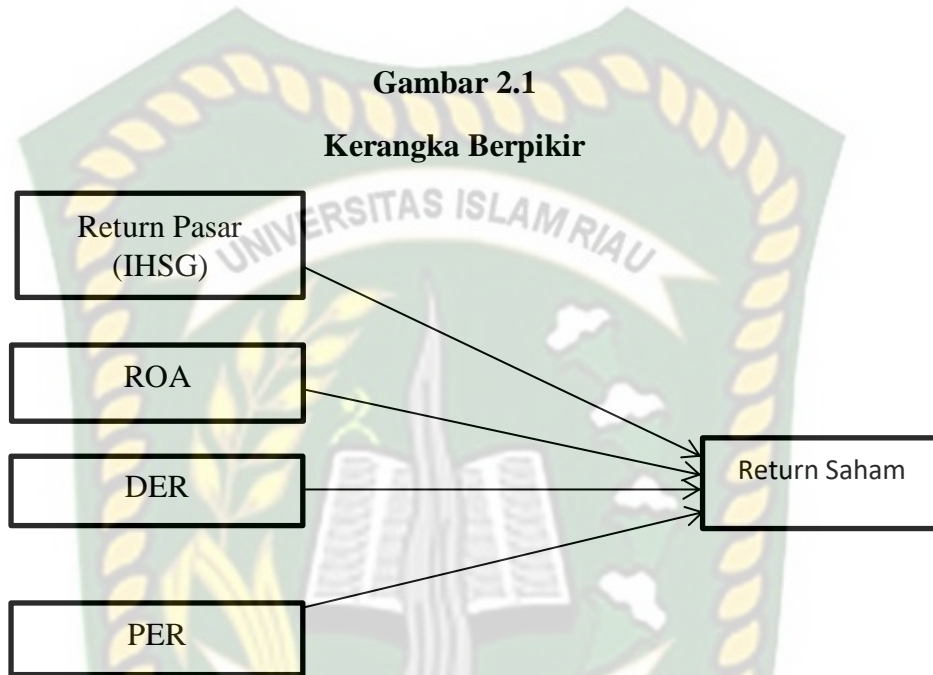 Gambar 2.1
Kerangka Berpikir
UNIVERSITAS ISLAM RIAU
Return Pasar
(IHSG)
ROA
DER
Return Saham
PER